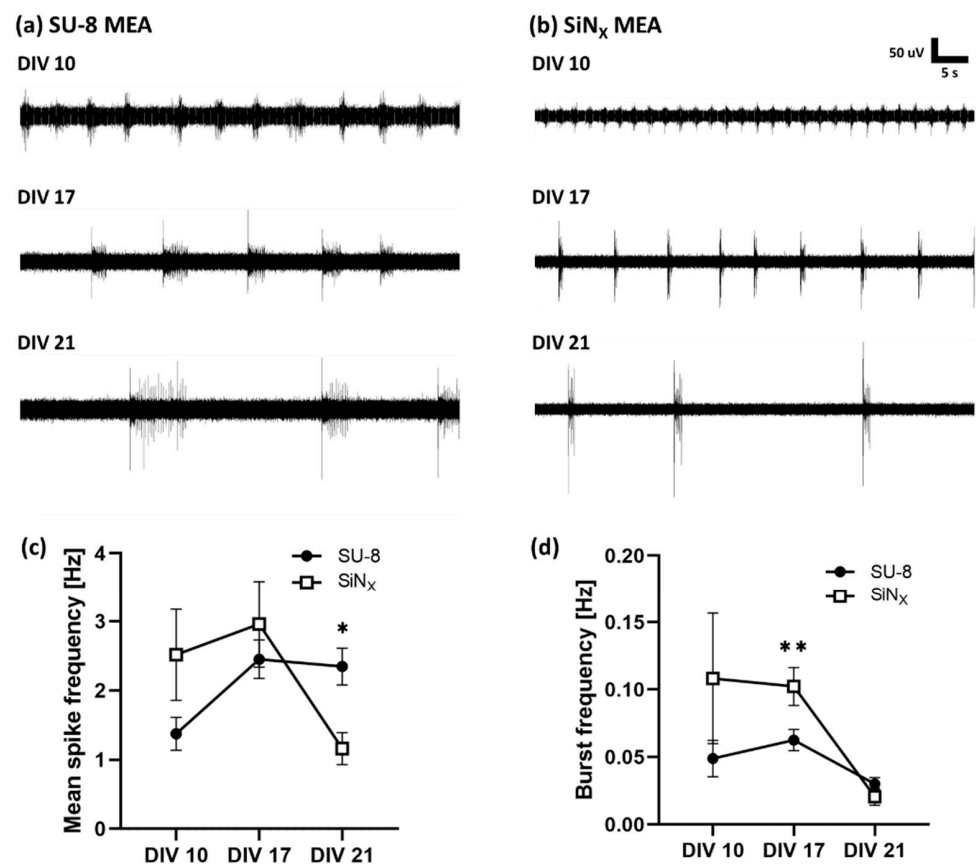 (a) SU-8 MEA
DIV 10
DIV 17
DIV 21
(b) SiNX MEA
50 uV
5 s
DIV 10
DIV 17
DIV 21
(c)
Mean spike frequency [Hz]
4
3
2
1
0
SU-8
SiNX
*
DIV 10 DIV 17 DIV 21
(d)
Burst frequency [Hz]
0.20
0.15
0.10
0.05
0.00
SU-8
SiNX
**
DIV 10 DIV 17 DIV 21